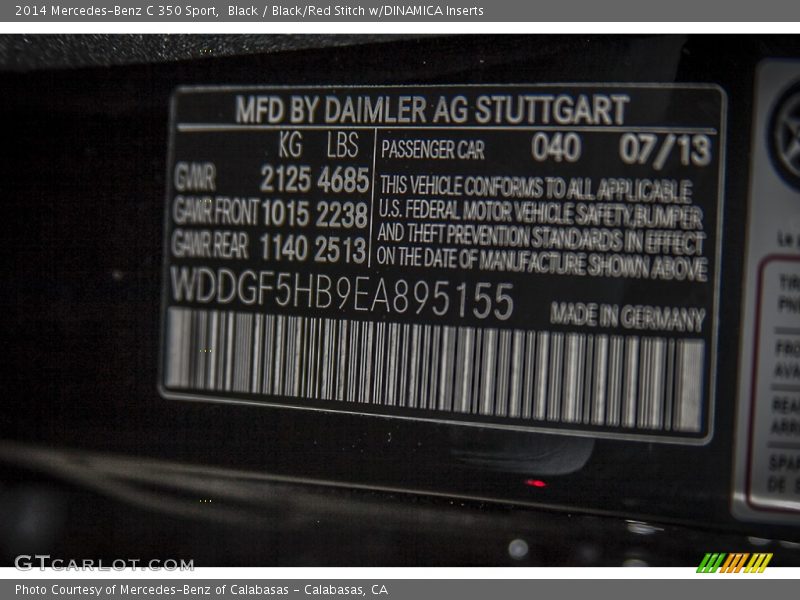 2014 Mercedes-Benz C 350 Sport,  Black / Black/Red Stitch w/DINAMICA Inserts
MFD BY DAIMLER AG STUTTGART
KG LBS
GVWR 2125 4685
GAWR FRONT 1015 2238
GAWR REAR 1140 2513
PASSENGER CAR 040 07/13
THIS VEHICLE CONFORMS TO ALL APPLICABLE
U.S. FEDERAL MOTOR VEHICLE SAFETY,BUMPER
AND THEFT PREVENTION STANDARDS IN EFFECT
ON THE DATE OF MANUFACTURE SHOWN ABOVE
WDDGF5HB9EA895155
MADE IN GERMANY
GTCARLOT.COM
Photo Courtesy of Mercedes-Benz of Calabasas - Calabasas, CA